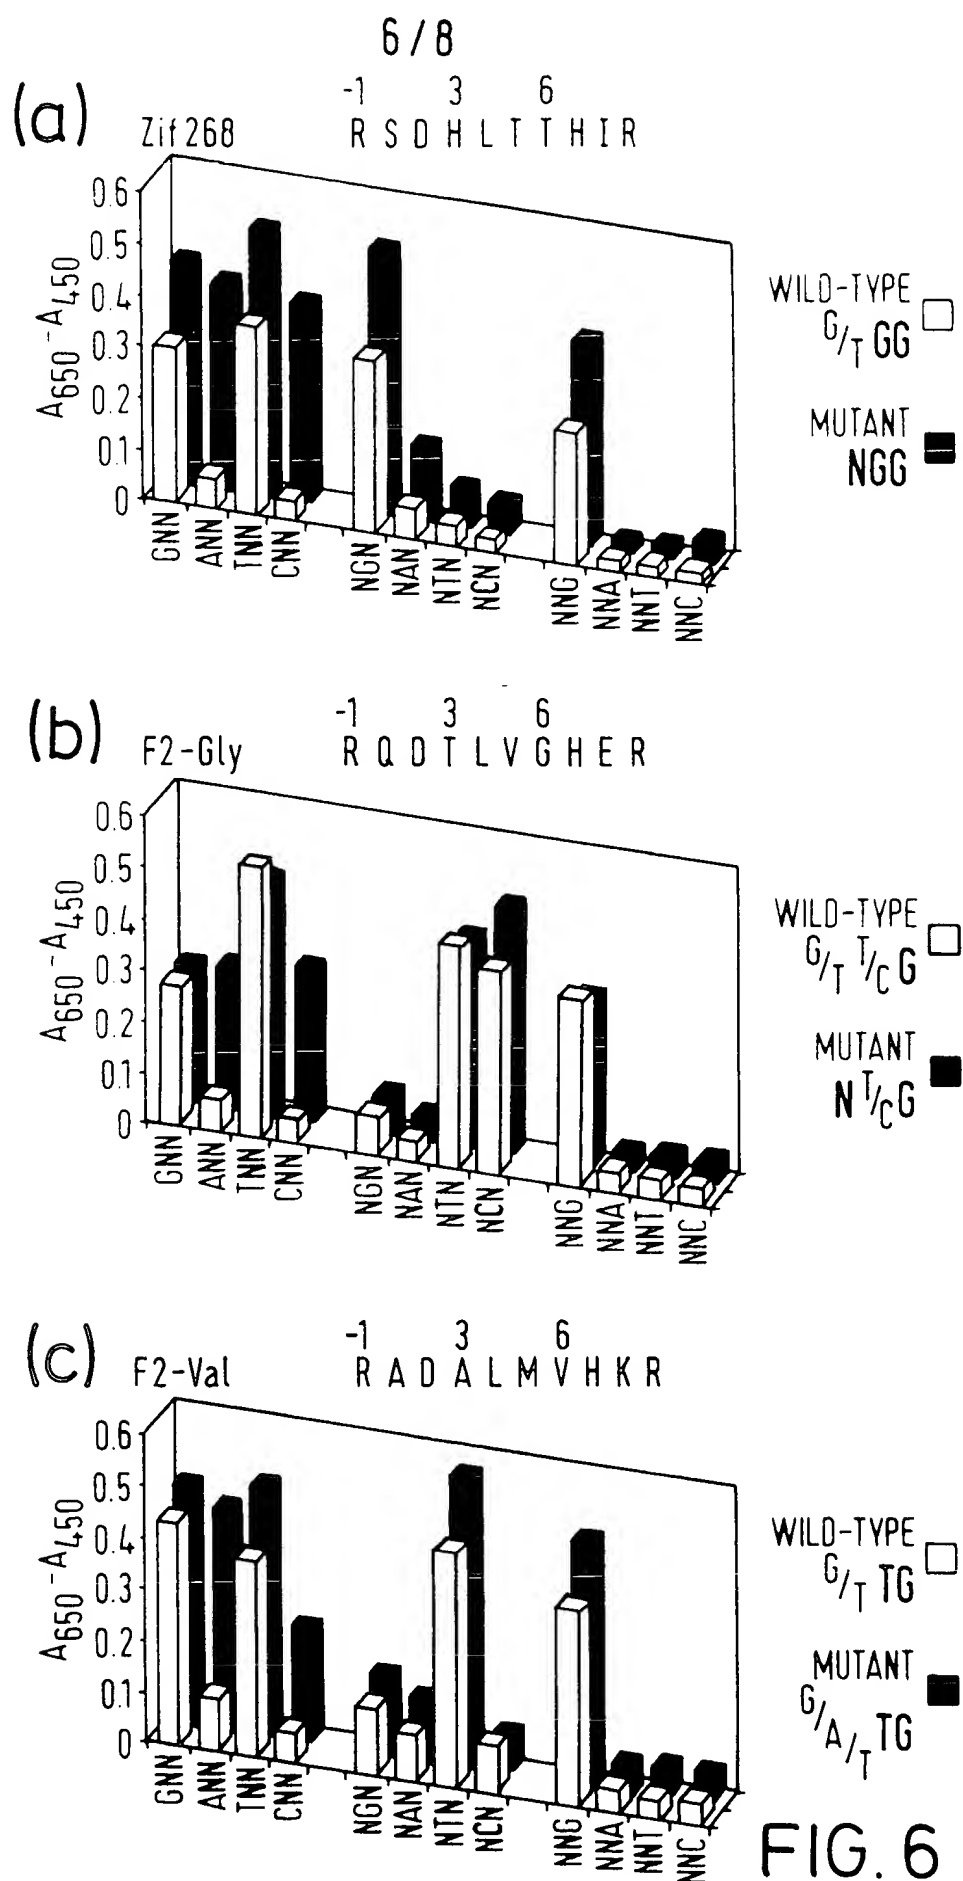 6/8
(a)
Zif268
-1 3 6
R S D H L T T H I R
0.6
0.5
0.4
0.3
0.2
0.1
0
A650-A450
GNN ANN TNN CNN NGN NAN NTN NCN NNG NNA NNT NNC
WILD-TYPE
G/T GG
MUTANT
NGG
(b)
F2-Gly
-1 3 6
R Q D T L V G H E R
0.6
0.5
0.4
0.3
0.2
0.1
0
A650-A450
GNN ANN TNN CNN NGN NAN NTN NCN NNG NNA NNT NNC
WILD-TYPE
G/T T/C G
MUTANT
N T/C G
(c)
F2-Val
-1 3 6
R A D A L M V H K R
0.6
0.5
0.4
0.3
0.2
0.1
0
A650-A450
GNN ANN TNN CNN NGN NAN NTN NCN NNG NNA NNT NNC
WILD-TYPE
G/T TG
MUTANT
G/A/T TG
FIG. 6